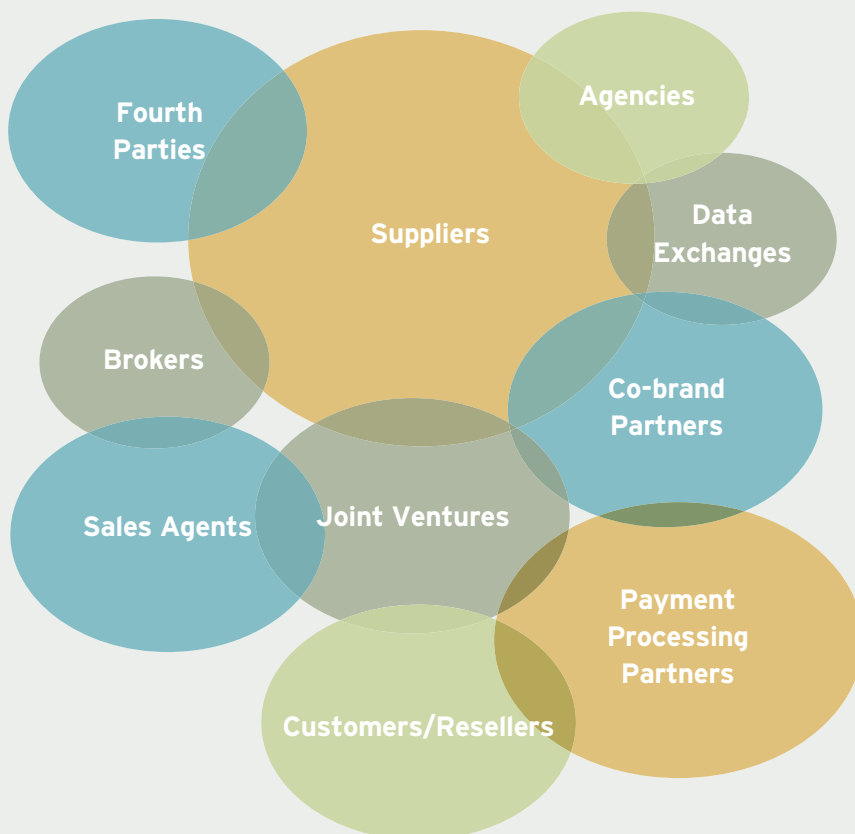 Fourth
Parties
Agencies
Suppliers
Data
Exchanges
Brokers
Co-brand
Partners
Sales Agents
Joint Ventures
Payment
Processing
Partners
Customers/Resellers